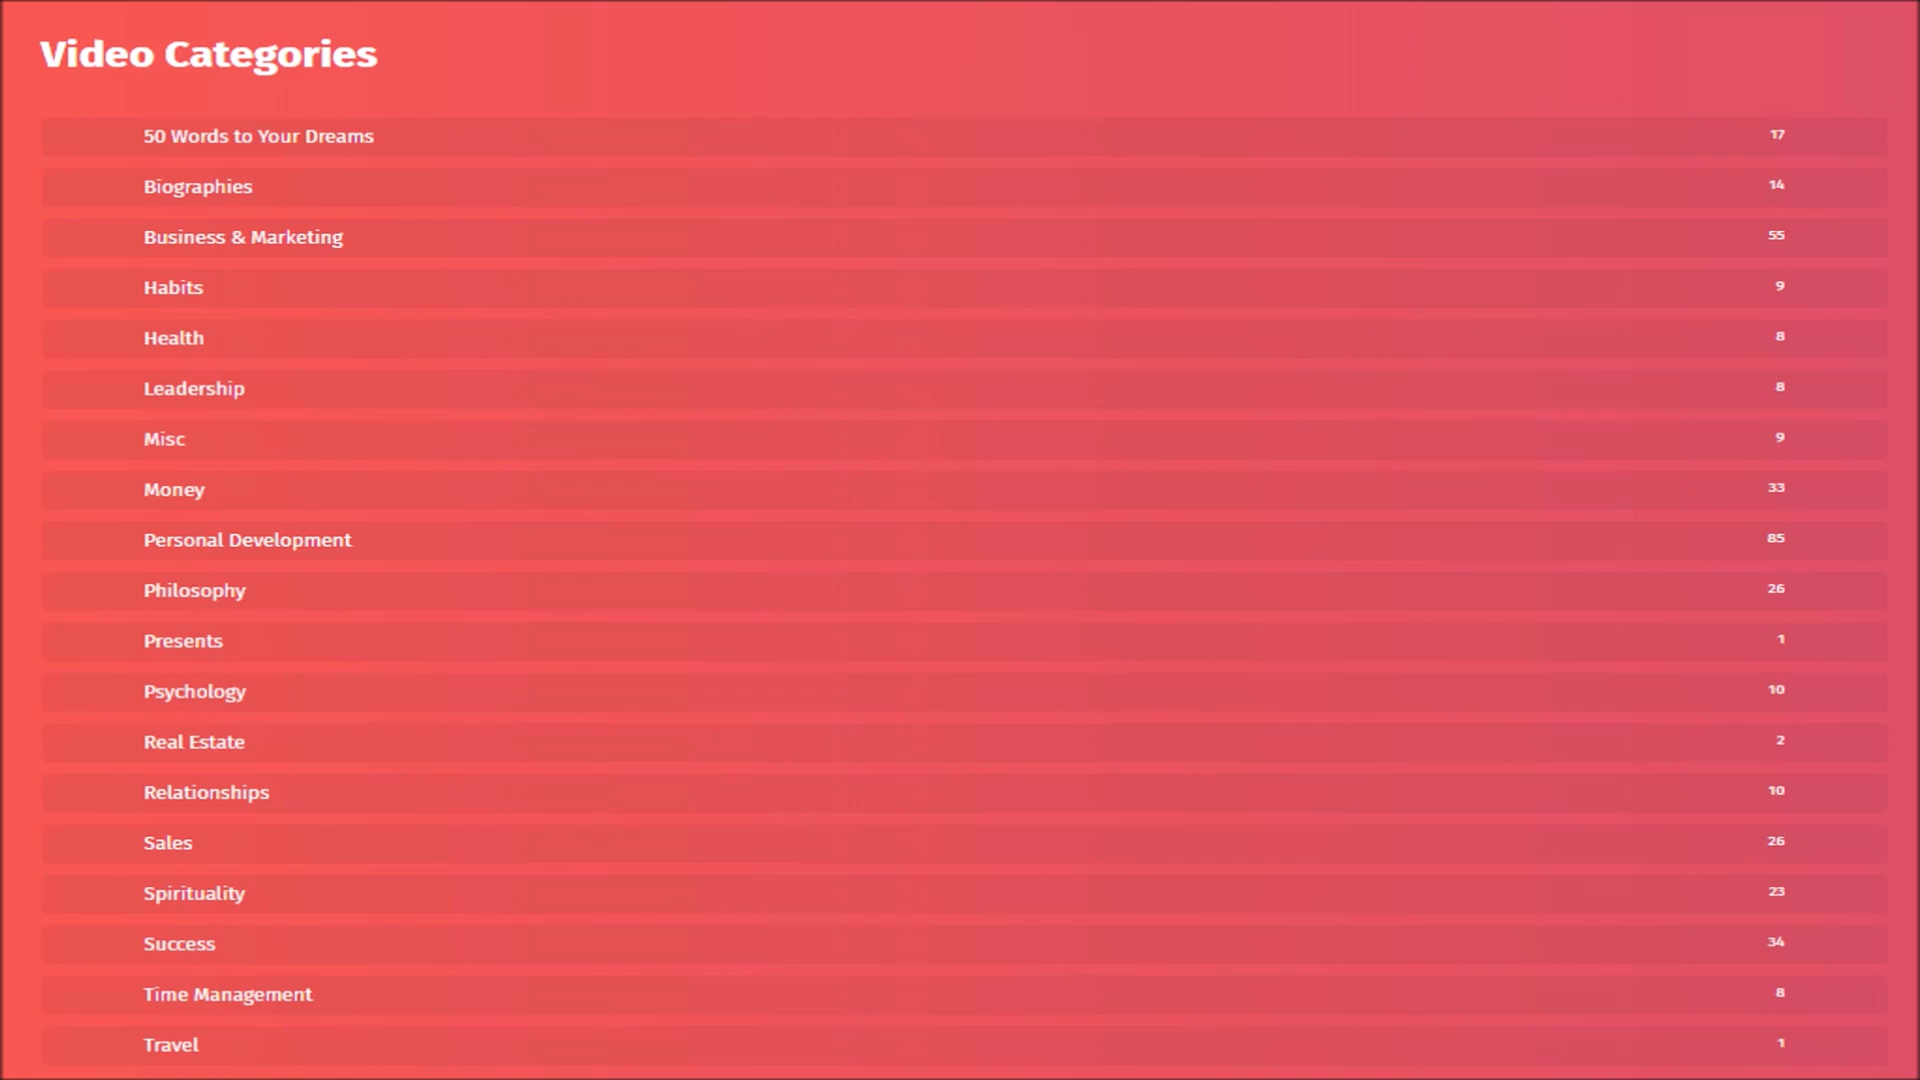 Video Categories
50 Words to Your Dreams 17
Biographies 14
Business & Marketing 55
Habits 9
Health 8
Leadership 8
Misc 9
Money 33
Personal Development 85
Philosophy 26
Presents 1
Psychology 10
Real Estate 2
Relationships 10
Sales 26
Spirituality 23
Success 34
Time Management 8
Travel 1